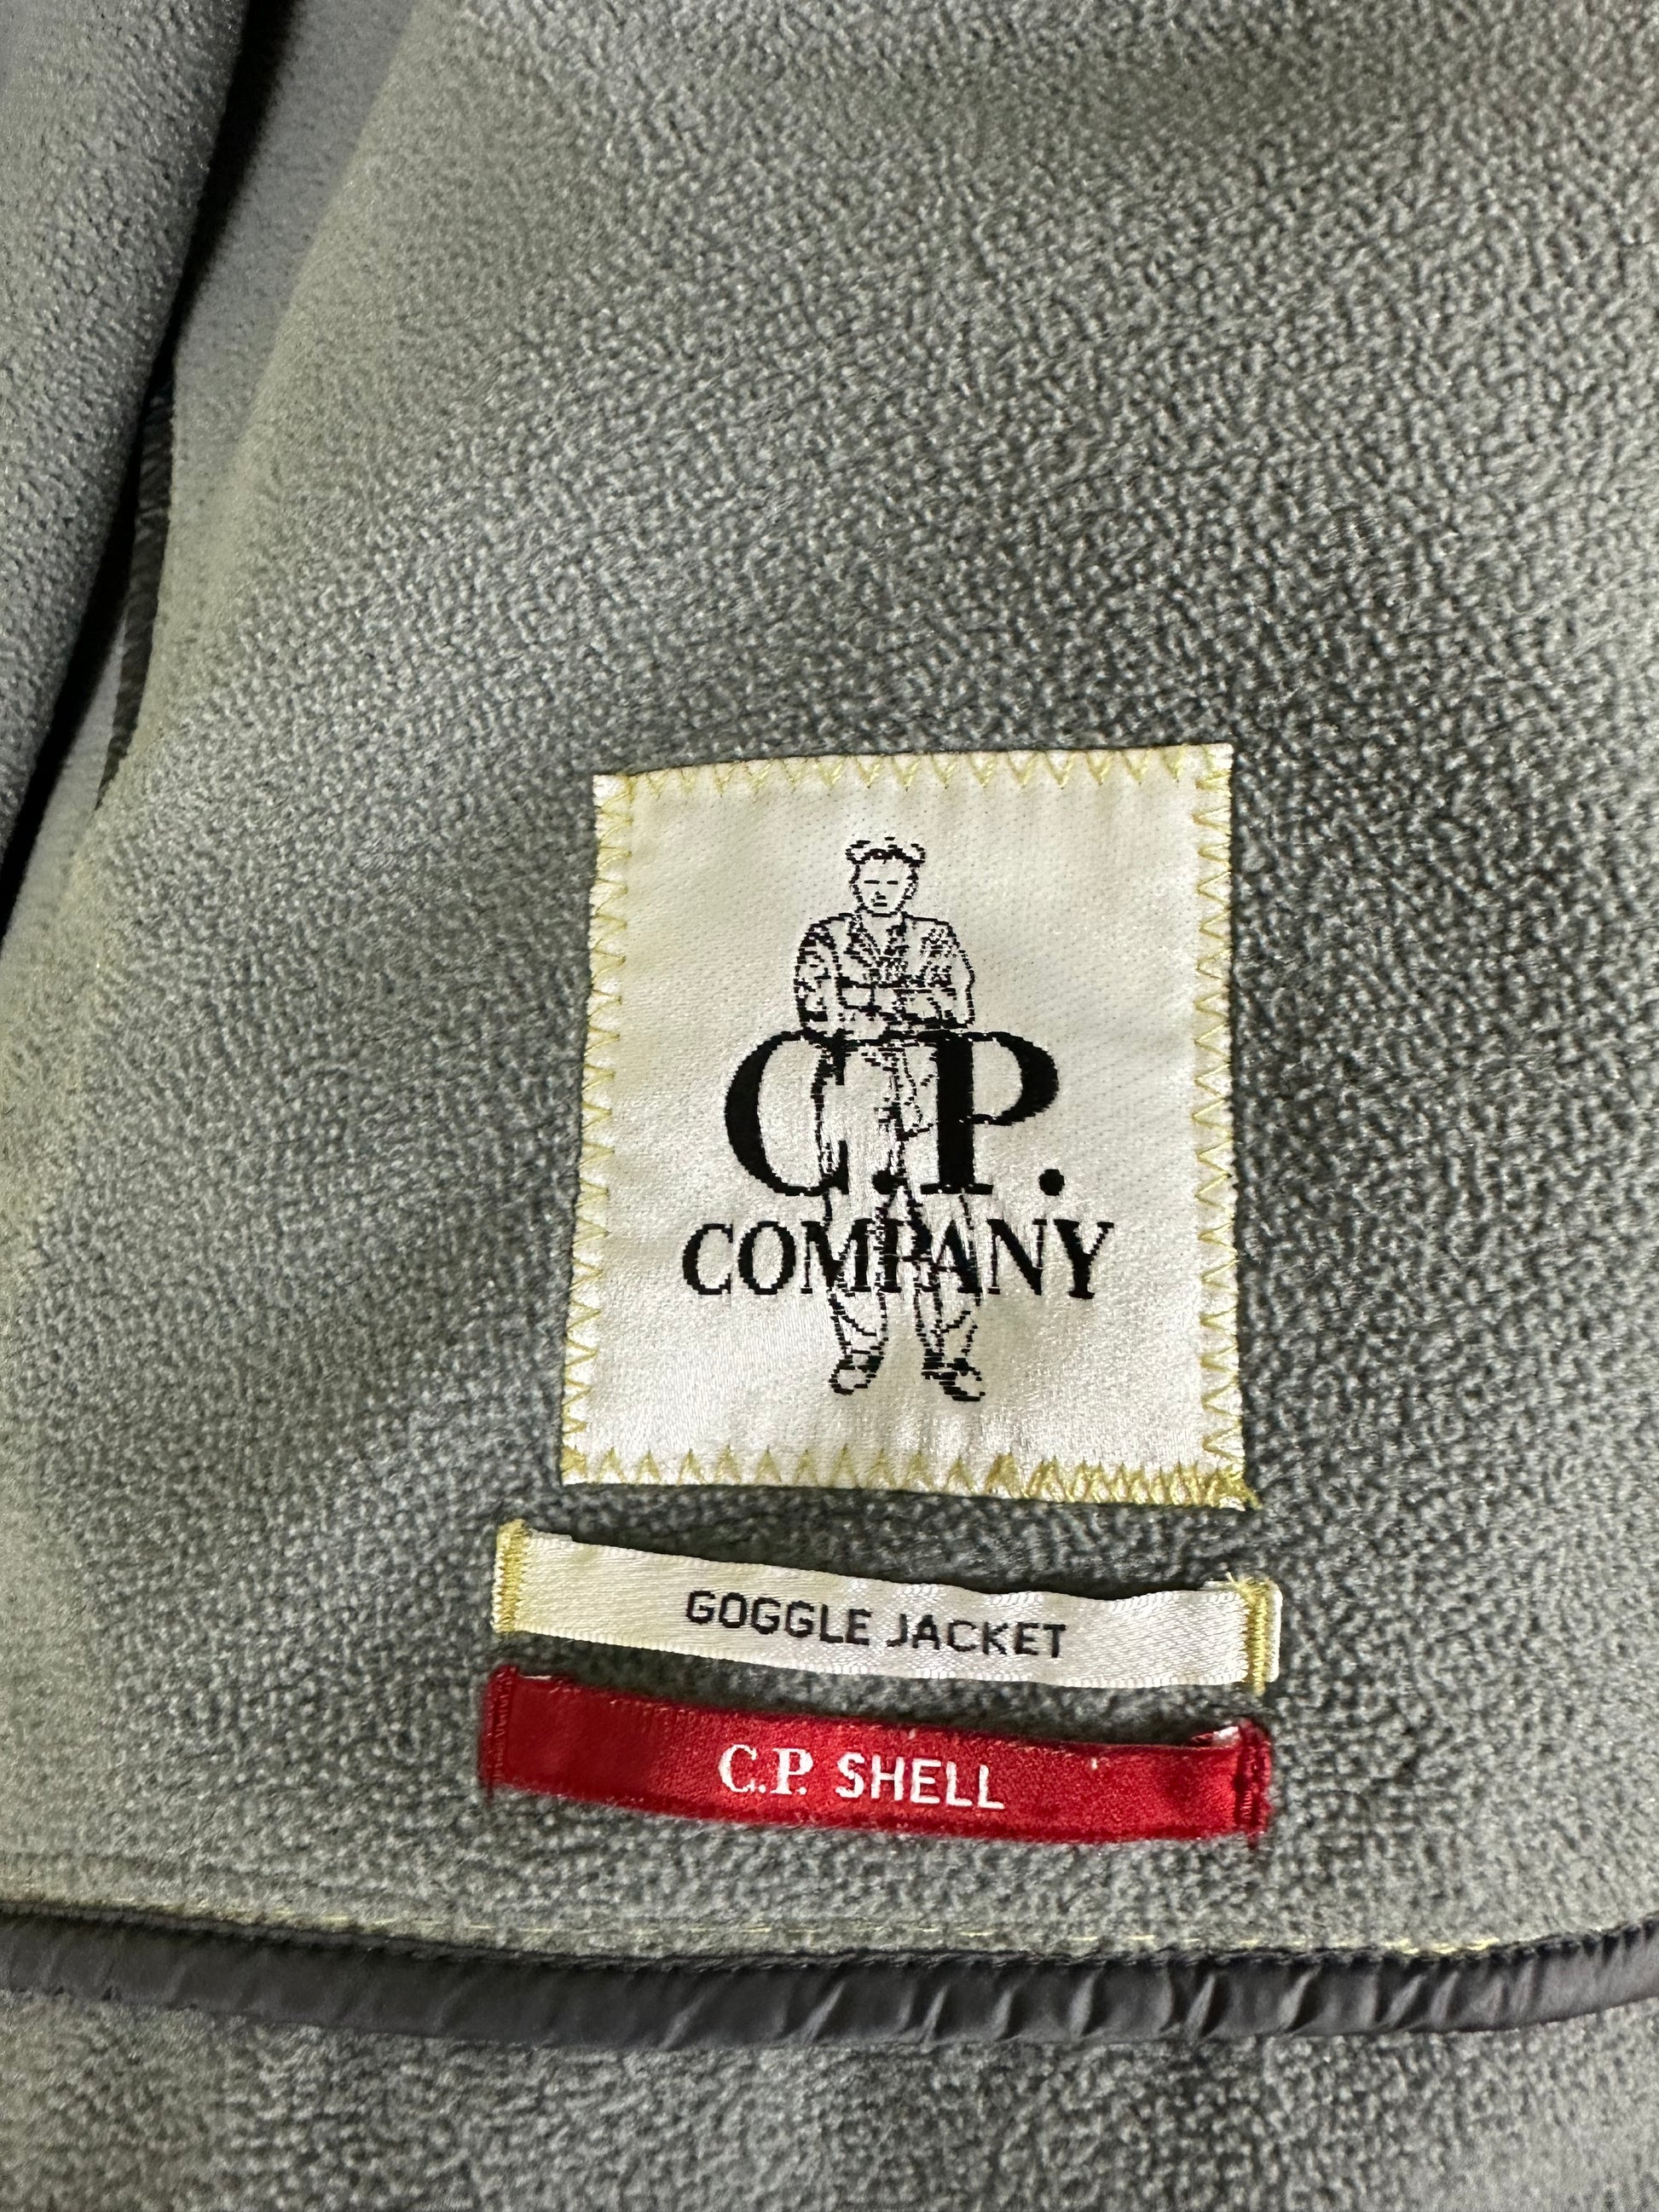 C.P.
COMPANY
GOGGLE JACKET
C.P. SHELL